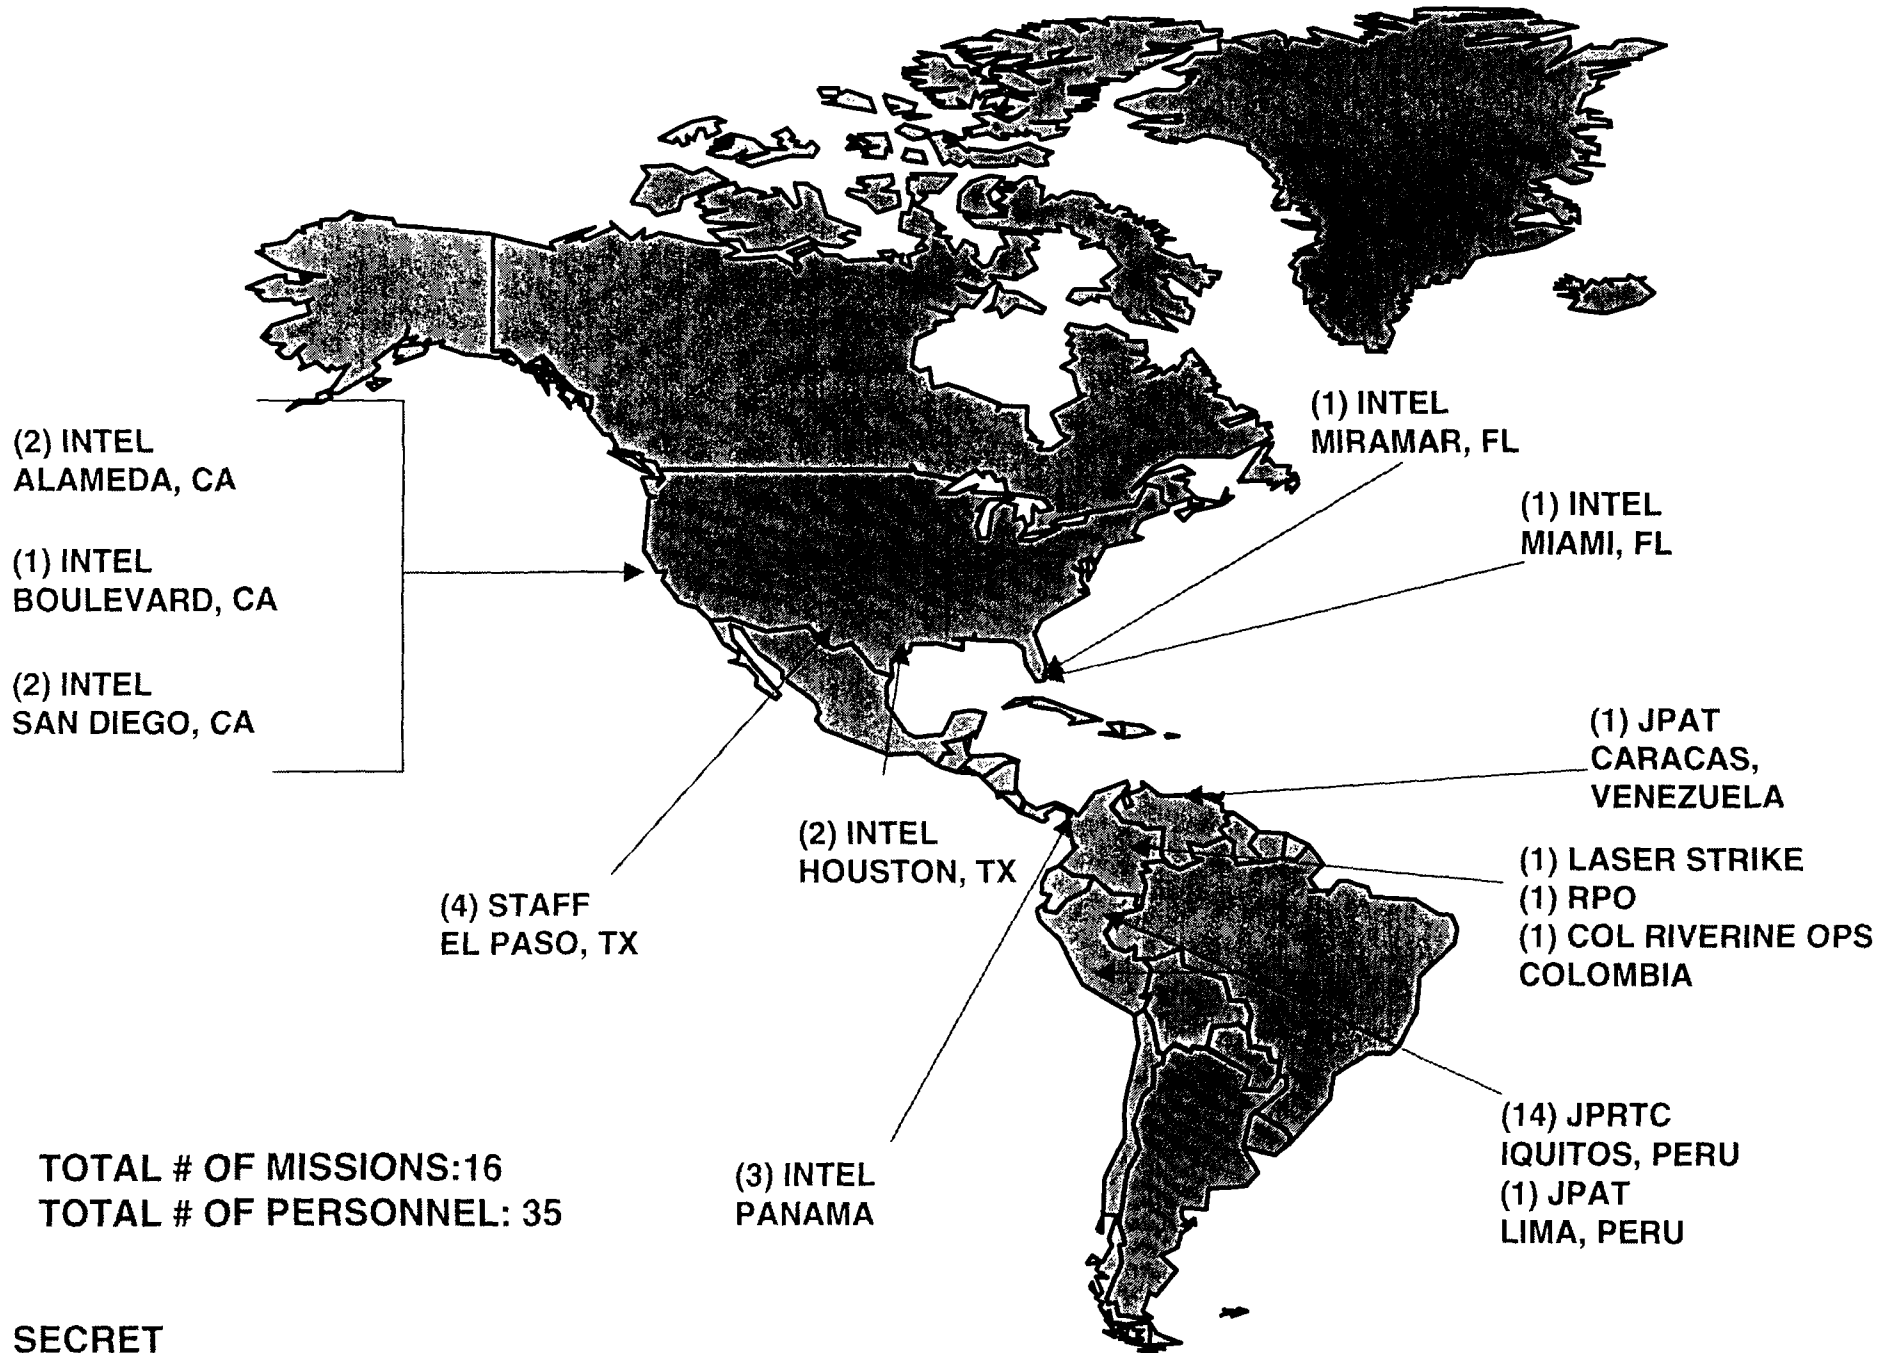 (2) INTEL
ALAMEDA, CA
(1) INTEL
BOULEVARD, CA
(2) INTEL
SAN DIEGO, CA
(1) INTEL
MIRAMAR, FL
(1) INTEL
MIAMI, FL
(1) JPAT
CARACAS,
VENEZUELA
(1) LASER STRIKE
(1) RPO
(1) COL RIVERINE OPS
COLOMBIA
(2) INTEL
HOUSTON, TX
(4) STAFF
EL PASO, TX
(14) JPRTC
IQUITOS, PERU
(1) JPAT
LIMA, PERU
(3) INTEL
PANAMA
TOTAL # OF MISSIONS:16
TOTAL # OF PERSONNEL: 35
SECRET